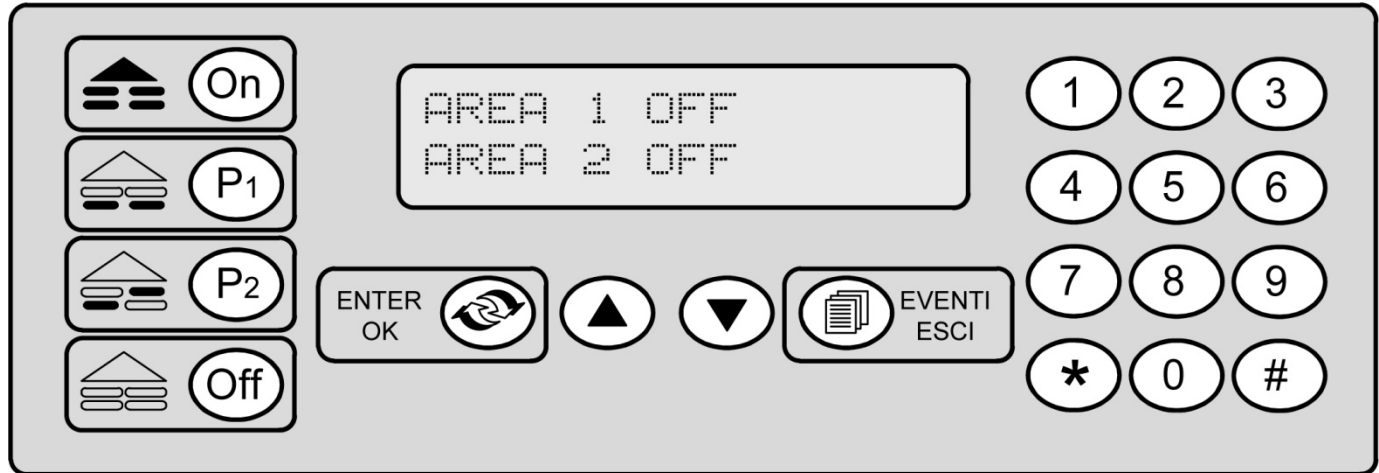 On
P1
P2
Off
AREA 1 OFF
AREA 2 OFF
ENTER
OK
EVENTI
ESCI
1 2 3
4 5 6
7 8 9
* 0 #